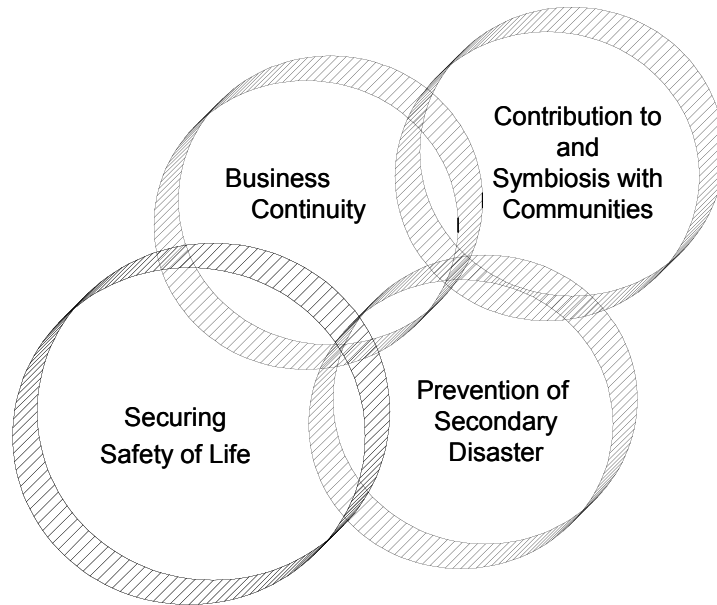 Contribution to
and
Symbiosis with
Communities
Business
Continuity
Prevention of
Secondary
Disaster
Securing
Safety of Life